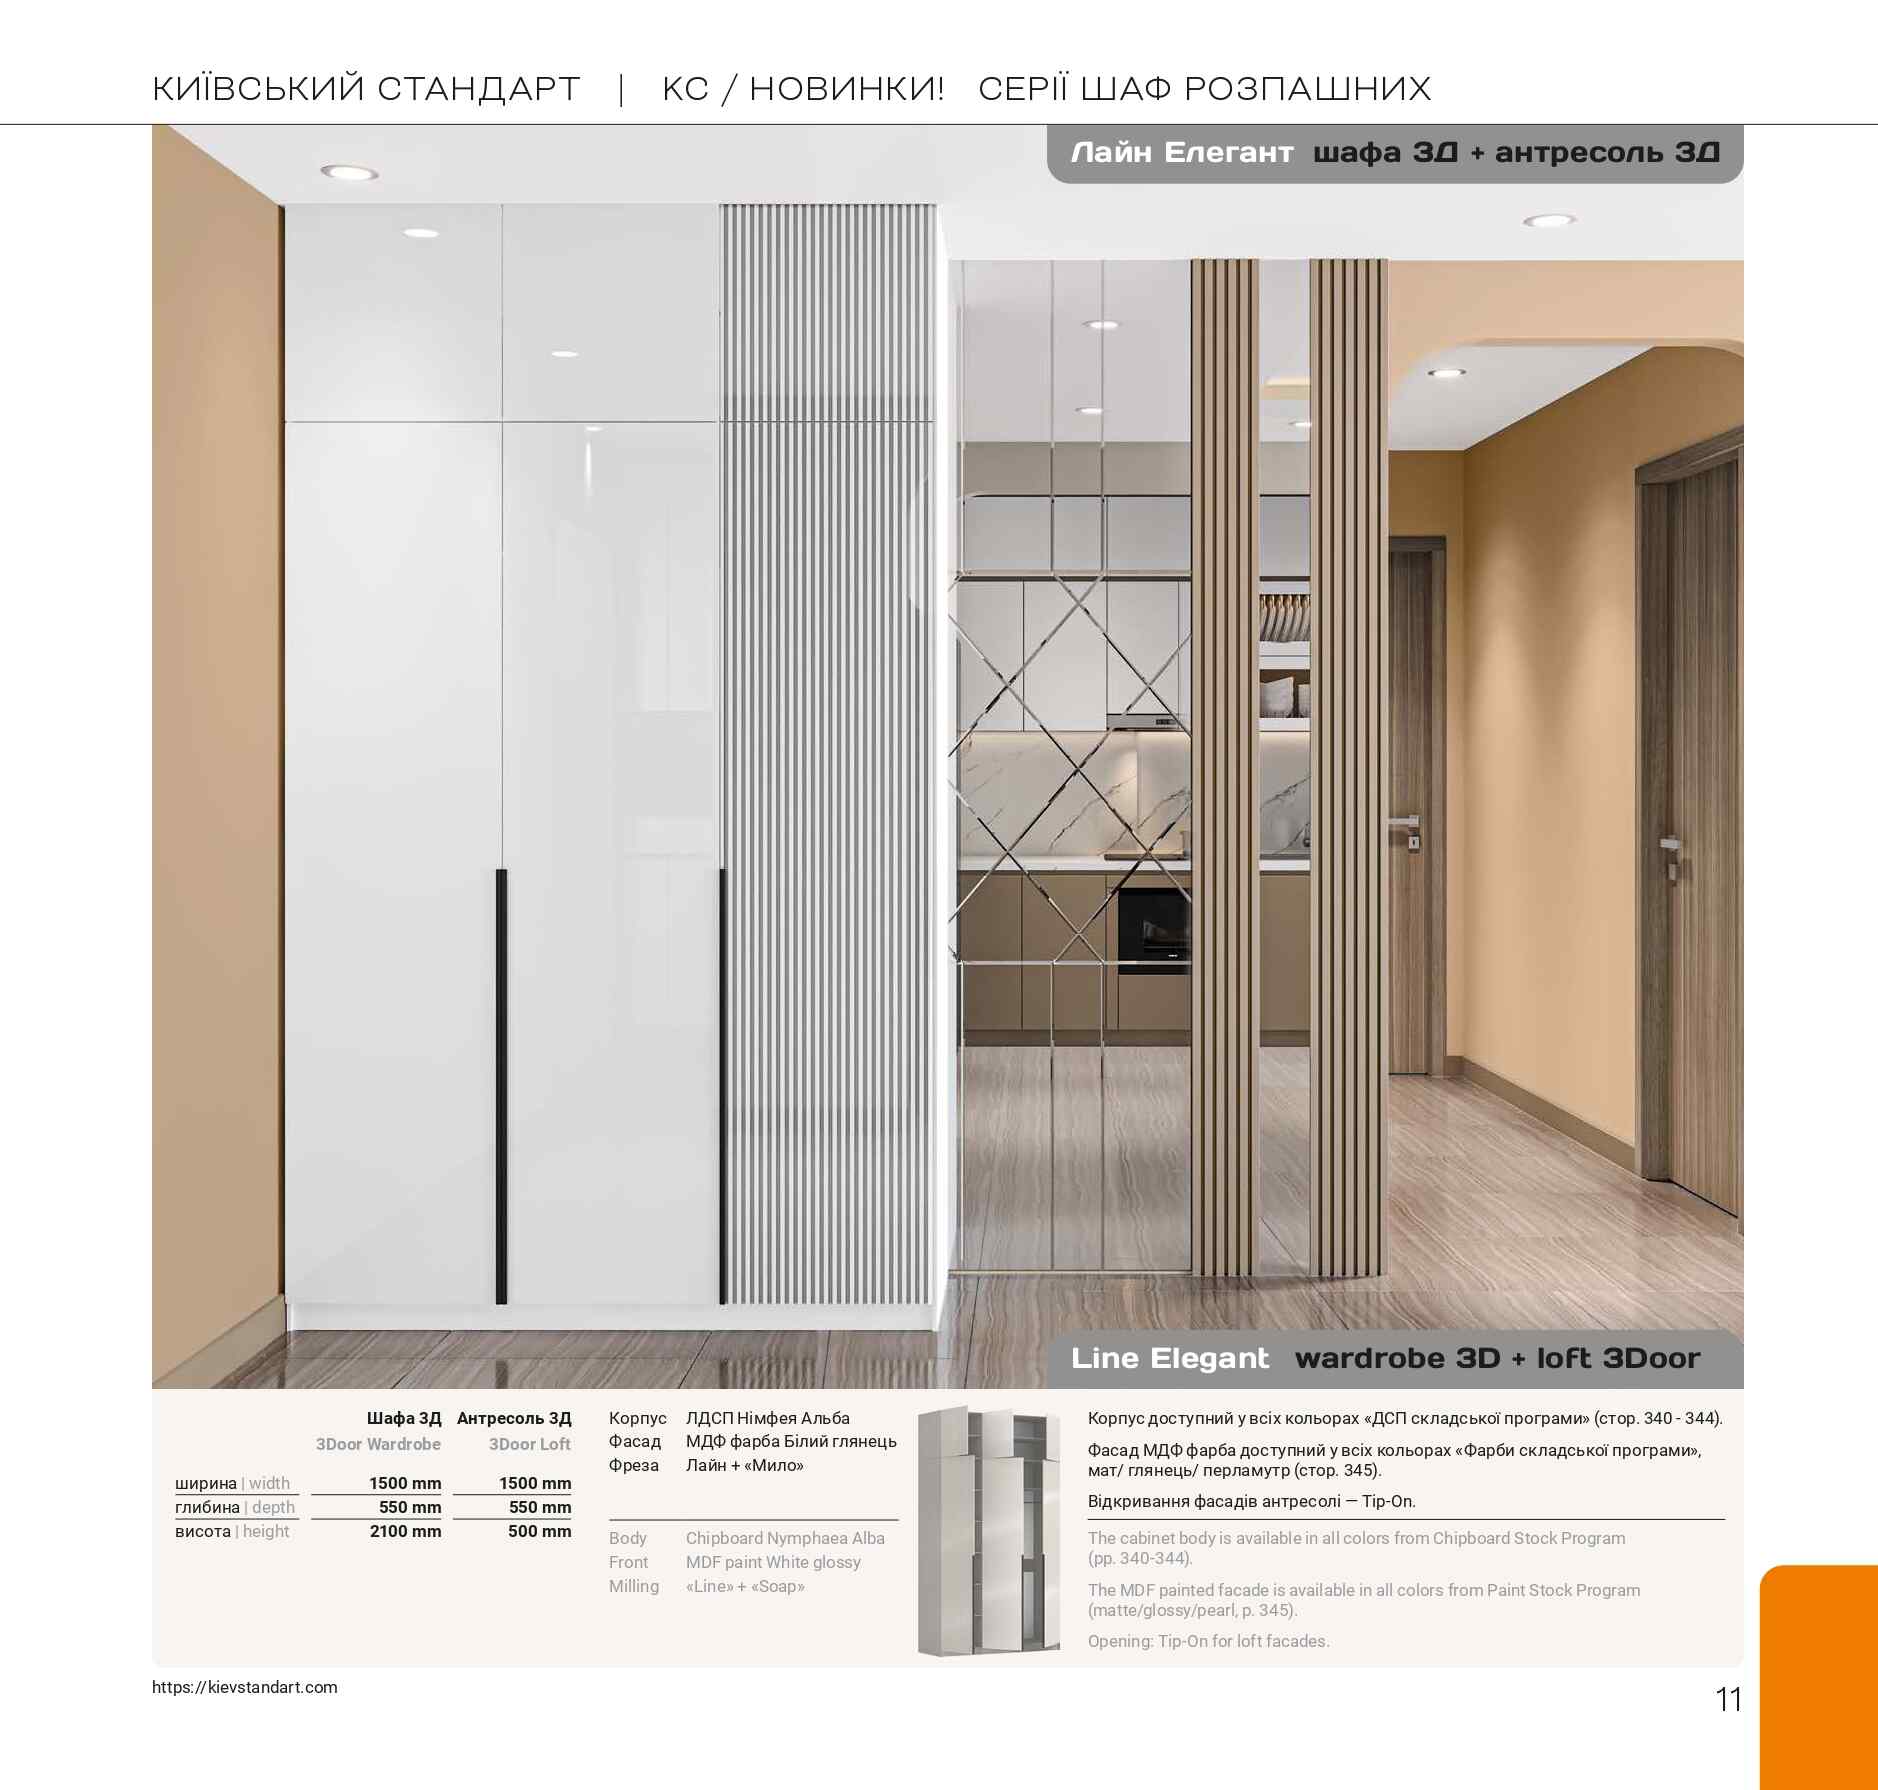 КИЇВСЬКИЙ СТАНДАРТ | КС / НОВИНКИ! СЕРІЇ ШАФ РОЗПАШНИХ
Лайн Елегант шафа 3Д + антресоль 3Д
Line Elegant wardrobe 3D + loft 3Door
Шафа 3Д Антресоль 3Д
3Door Wardrobe 3Door Loft
ширина | width 1500 mm 1500 mm
глибина | depth 550 mm 550 mm
висота | height 2100 mm 500 mm
Корпус ЛДСП Німфея Альба
Фасад МДФ фарба Білий глянець
Фреза Лайн + «Мило»
Body Chipboard Nymphaea Alba
Front MDF paint White glossy
Milling «Line» + «Soap»
Корпус доступний у всіх кольорах «ДСП складської програми» (стор. 340 - 344).
Фасад МДФ фарба доступний у всіх кольорах «Фарби складської програми»,
мат/ глянець/ перламутр (стор. 345).
Відкривання фасадів антресолі — Tip-On.
The cabinet body is available in all colors from Chipboard Stock Program
(pp. 340-344).
The MDF painted facade is available in all colors from Paint Stock Program
(matte/glossy/pearl, p. 345).
Opening: Tip-On for loft facades.
https://kievstandart.com
11